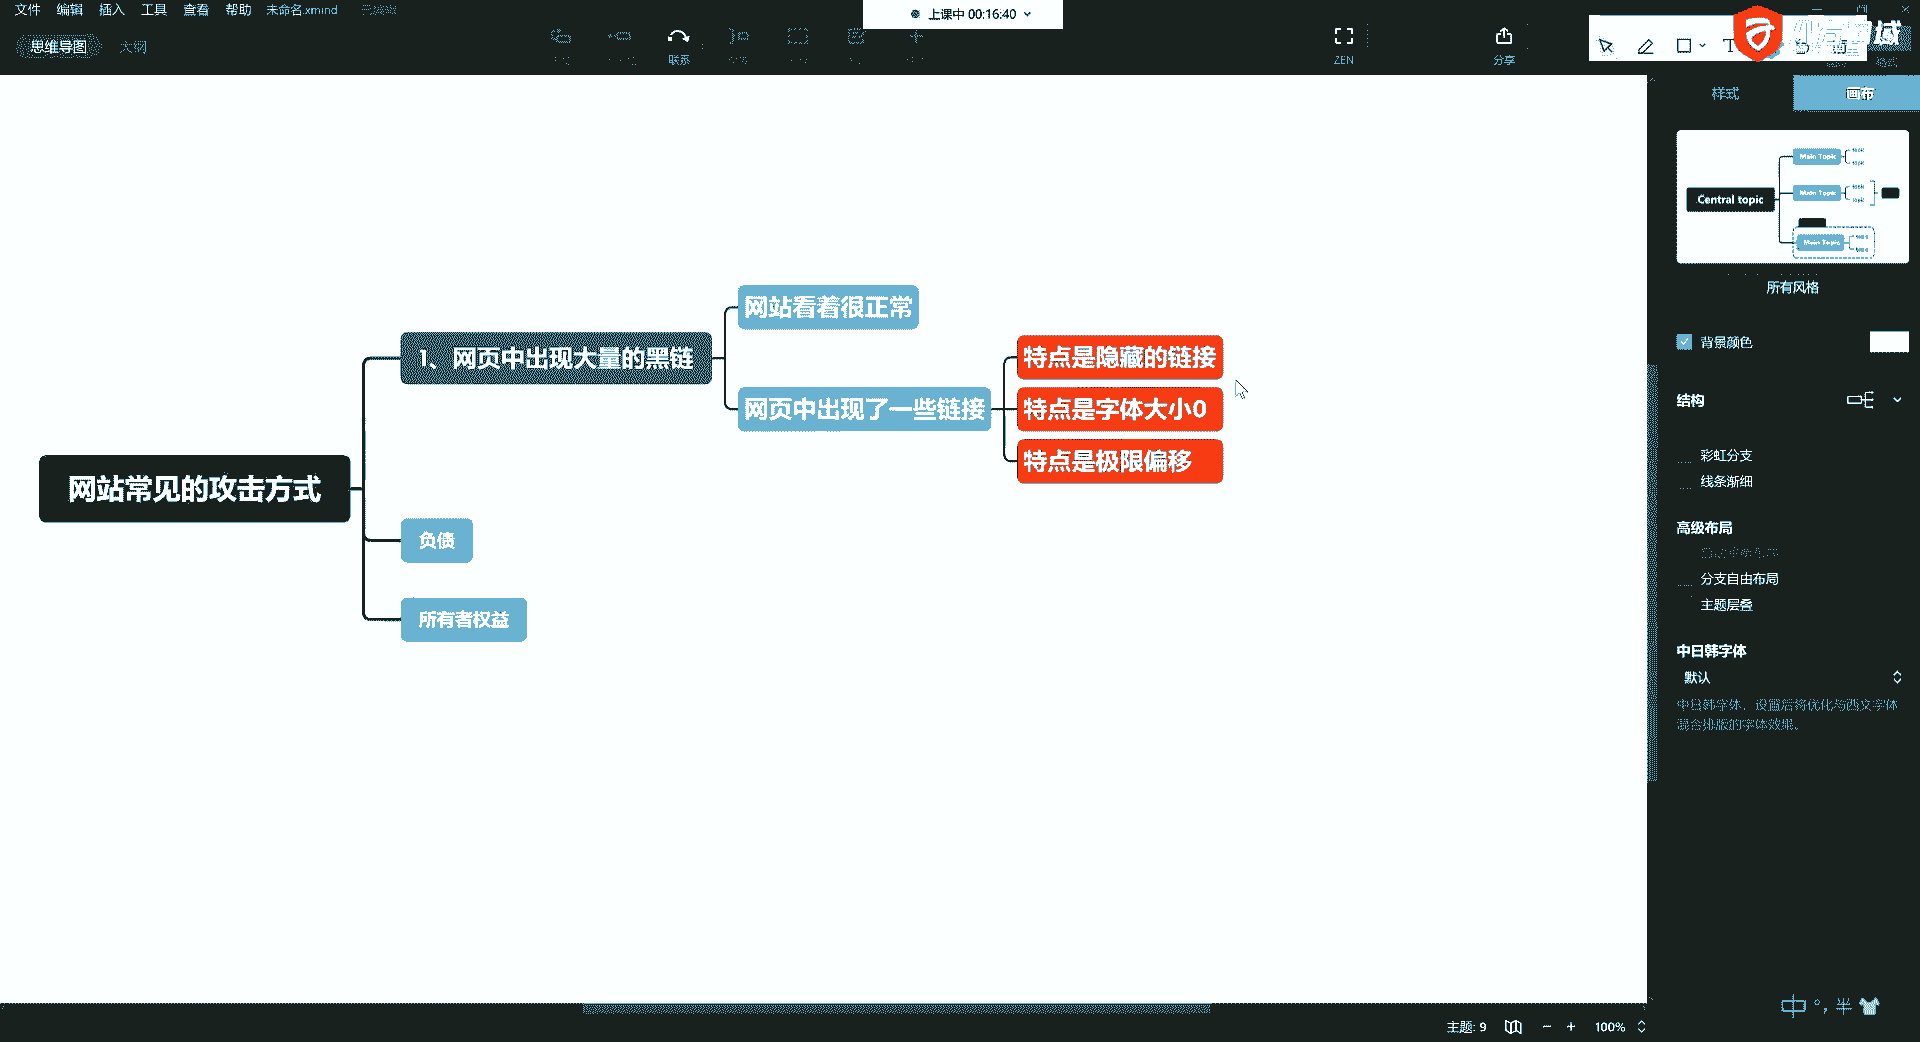 文件 编辑 插入 工具 查看 帮助 未命名.xmind
上课中 00:16:40
思维导图 大纲
联系
ZEN
分享
T
样式 画布
Central topic
Main Topic
Main Topic
Main Topic
所有风格
背景颜色
结构
彩虹分支
线条渐细
高级布局
分支自由布局
主题层叠
中日韩字体
默认
中日韩字体，设置后将优化与西文字体
混合排版的字体效果。
网站常见的攻击方式
1、网页中出现大量的黑链
网站看着很正常
网页中出现了一些链接
特点是隐藏的链接
特点是字体大小0
特点是极限偏移
负债
所有者权益
中 °, 半
主题: 9
100%